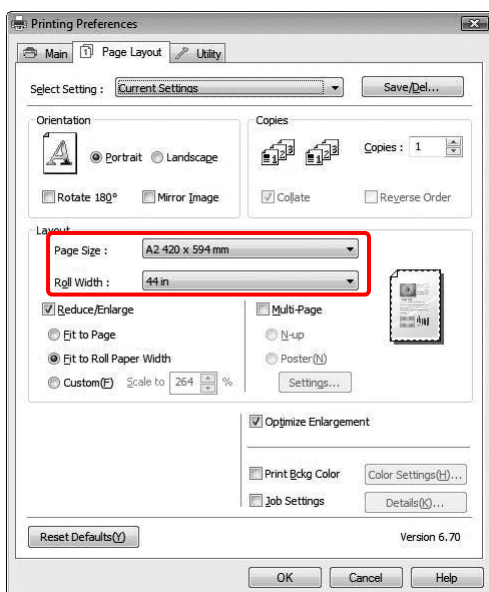 Printing Preferences
Main
Page Layout
Utility
Select Setting :
Current Settings
Save/Del...
Orientation
Portrait
Landscape
Rotate 180°
Mirror Image
Copies
Copies :
1
Collate
Reverse Order
Layout
Page Size :
A2 420 x 594 mm
Roll Width :
44 in
Reduce/Enlarge
Fit to Page
Fit to Roll Paper Width
Custom(F)
Scale to
264
%
Multi-Page
N-up
Poster(N)
Settings...
Optimize Enlargement
Print Bckg Color
Color Settings(H)...
Job Settings
Details(K)...
Reset Defaults(Y)
Version 6.70
OK
Cancel
Help